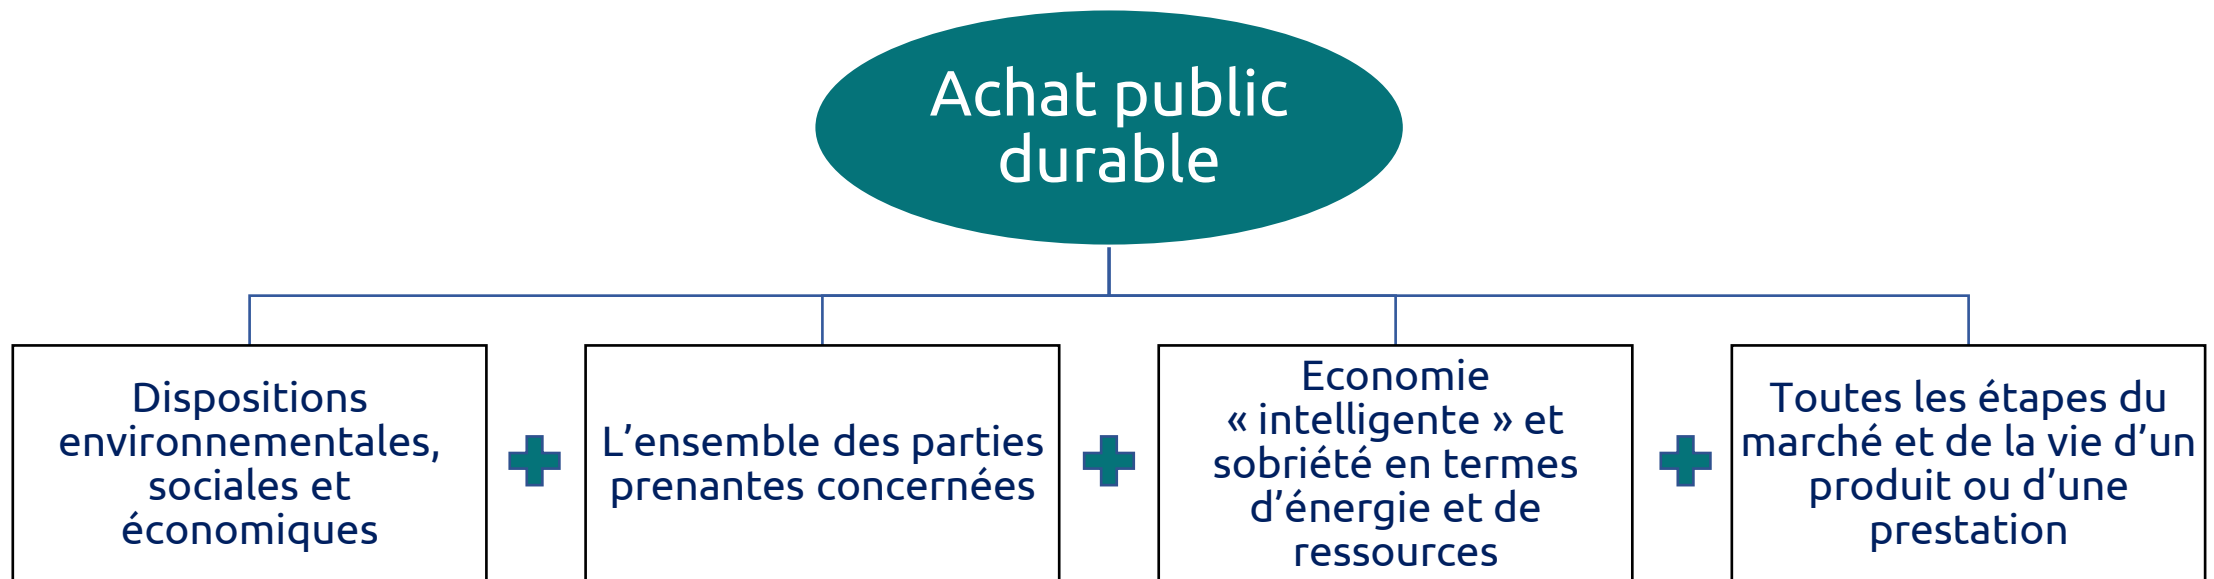 Achat public
durable
Dispositions
environnementales,
sociales et
économiques
L’ensemble des parties
prenantes concernées
Economie
« intelligente » et
sobriété en termes
d’énergie et de
ressources
Toutes les étapes du
marché et de la vie d’un
produit ou d’une
prestation